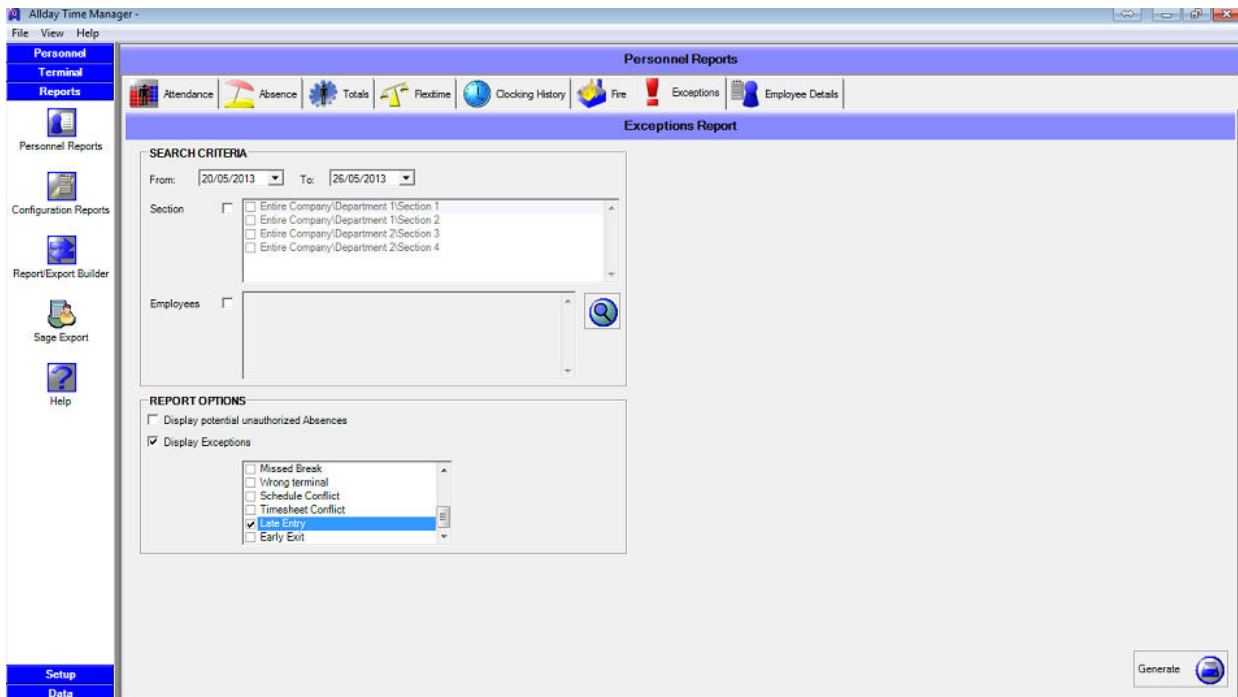 Allday Time Manager -
File View Help
Personnel
Terminal
Reports
Personnel Reports
Configuration Reports
Report/Export Builder
Sage Export
Help
Setup
Data
Personnel Reports
Attendance Absence Totals Flexitime Clocking History Fire Exceptions Employee Details
Exceptions Report
SEARCH CRITERIA
From: 20/05/2013 To: 26/05/2013
Section
Entire Company\Department 1\Section 1
Entire Company\Department 1\Section 2
Entire Company\Department 2\Section 3
Entire Company\Department 2\Section 4
Employees
REPORT OPTIONS
Display potential unauthorized Absences
Display Exceptions
Missed Break
Wrong terminal
Schedule Conflict
Timesheet Conflict
Late Entry
Early Exit
Generate